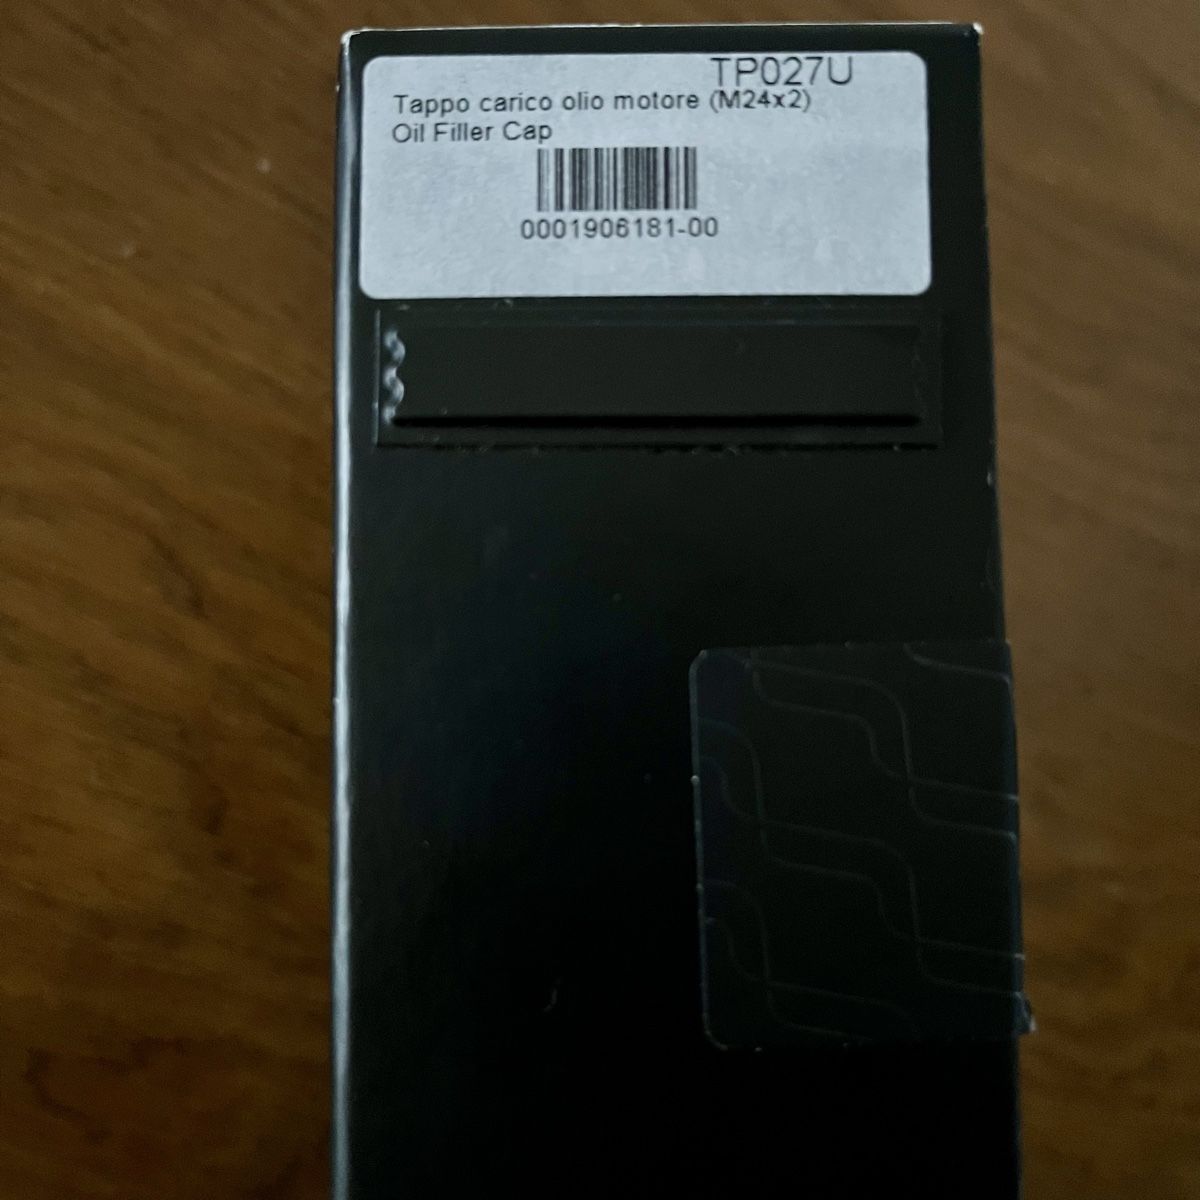 TP027U
Tappo carico olio motore (M24x2)
Oil Filler Cap
0001906181-00